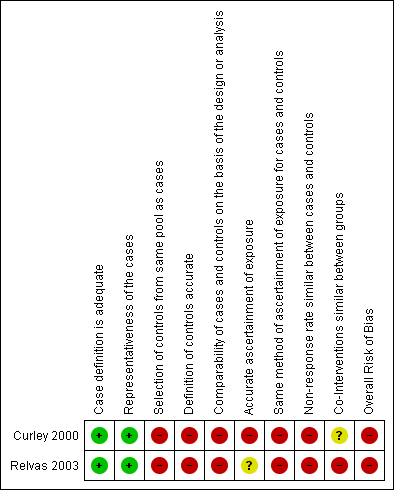 Case definition is adequate
Representativeness of the cases
Selection of controls from same pool as cases
Definition of controls accurate
Comparability of cases and controls on the basis of the design or analysis
Accurate ascertainment of exposure
Same method of ascertainment of exposure for cases and controls
Non-response rate similar between cases and controls
Co-Interventions similar between groups
Overall Risk of Bias
Curley 2000 + + - - - - - - ? -
Relvas 2003 + + - - - ? - - - -